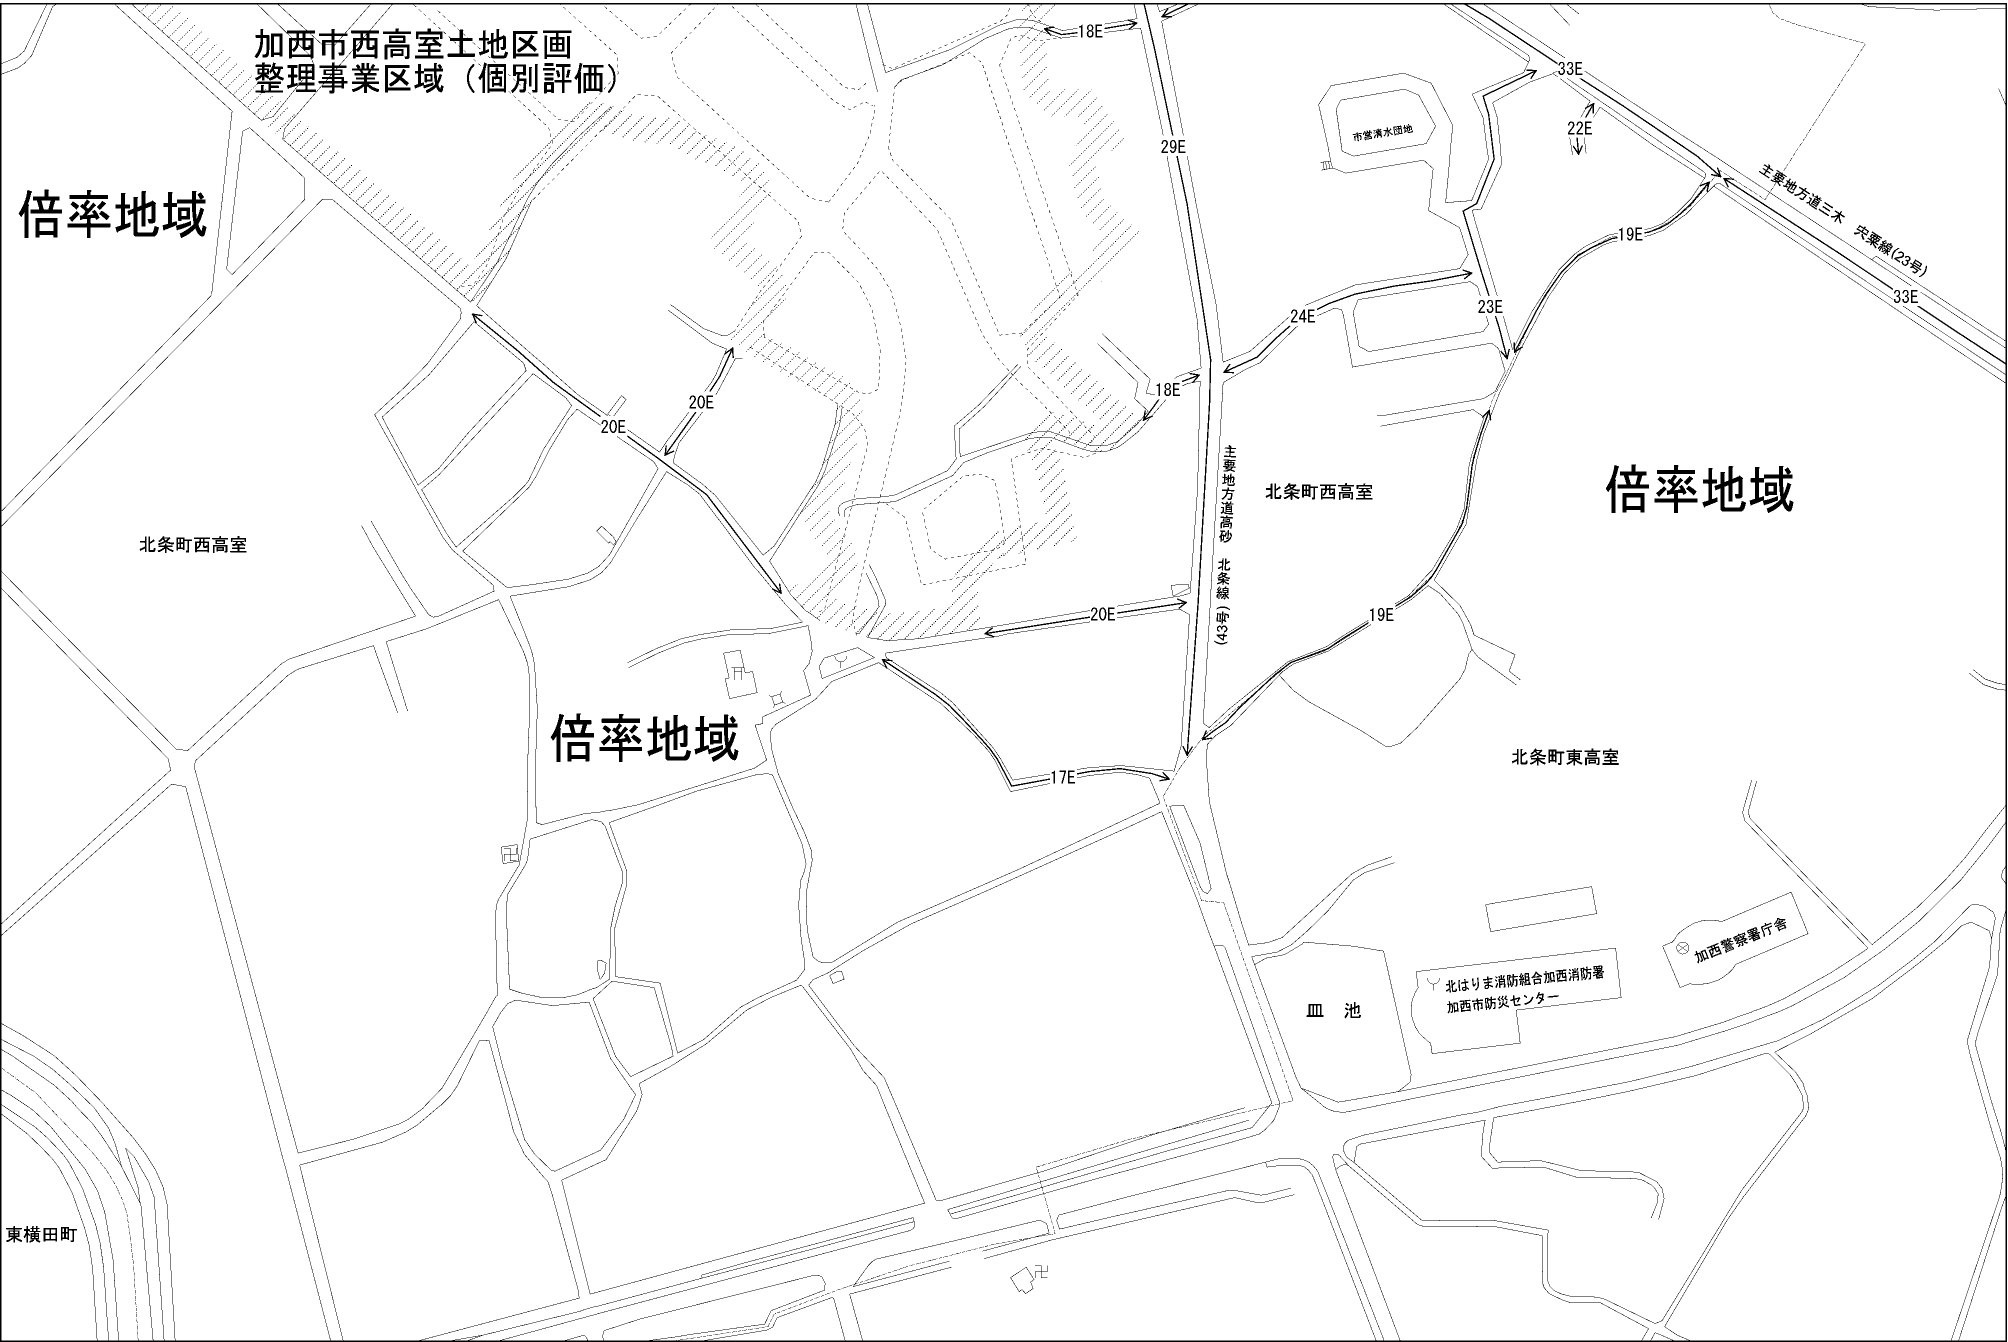 加西市西高室土地区画
整理事業区域（個別評価）
18E
33E
市営清水団地
22E
29E
主要地方道三木　宍粟線(23号)
倍率地域
19E
33E
23E
24E
20E
18E
20E
主要地方道高砂　北条線(43号)
北条町西高室
倍率地域
北条町西高室
20E
19E
倍率地域
17E
北条町東高室
加西警察署庁舎
北はりま消防組合加西消防署
加西市防災センター
皿　池
東横田町